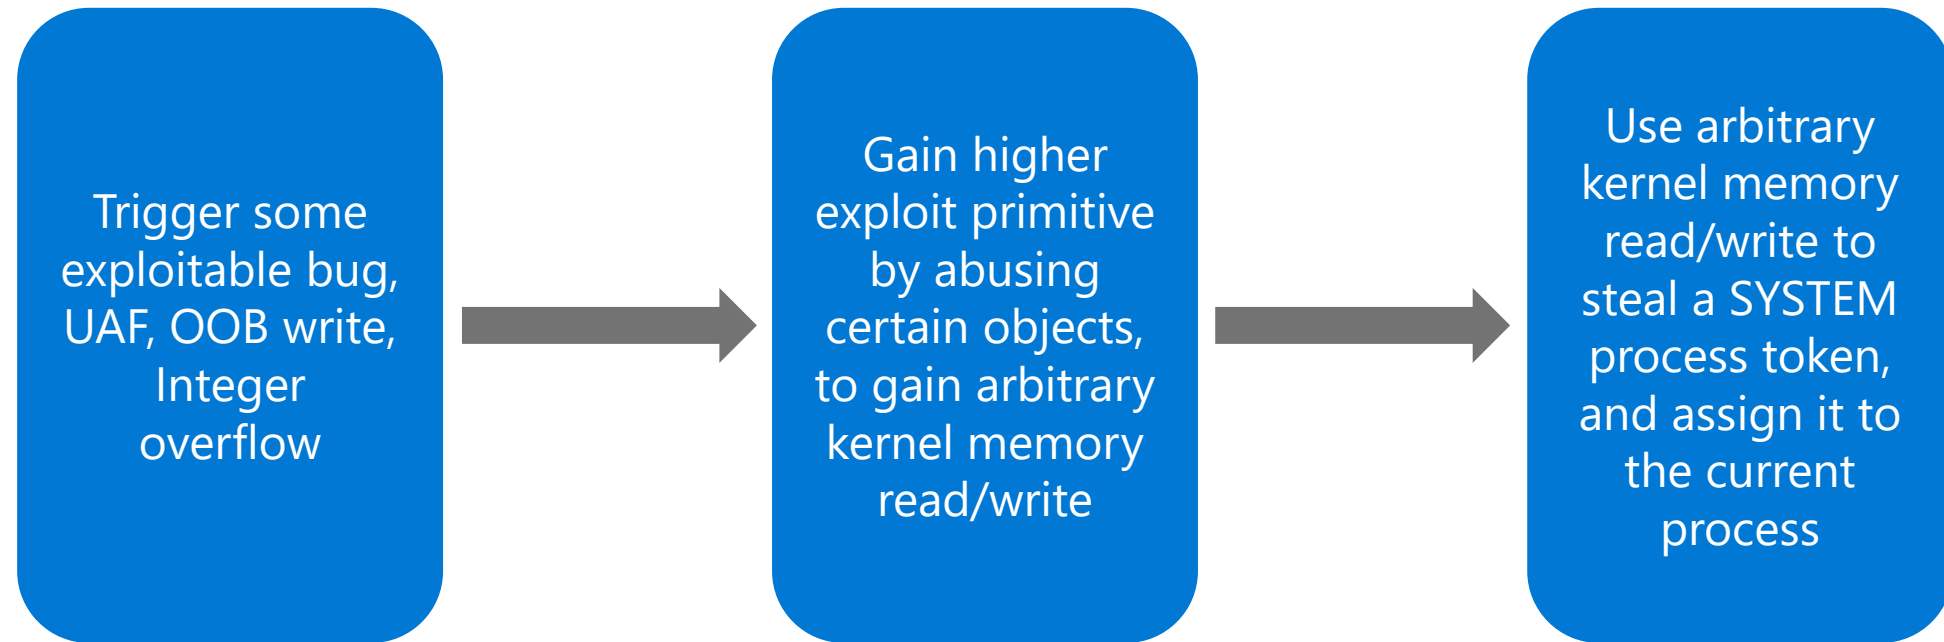 Trigger some
exploitable bug,
UAF, OOB write,
Integer
overflow
Gain higher
exploit primitive
by abusing
certain objects,
to gain arbitrary
kernel memory
read/write
Use arbitrary
kernel memory
read/write to
steal a SYSTEM
process token,
and assign it to
the current
process